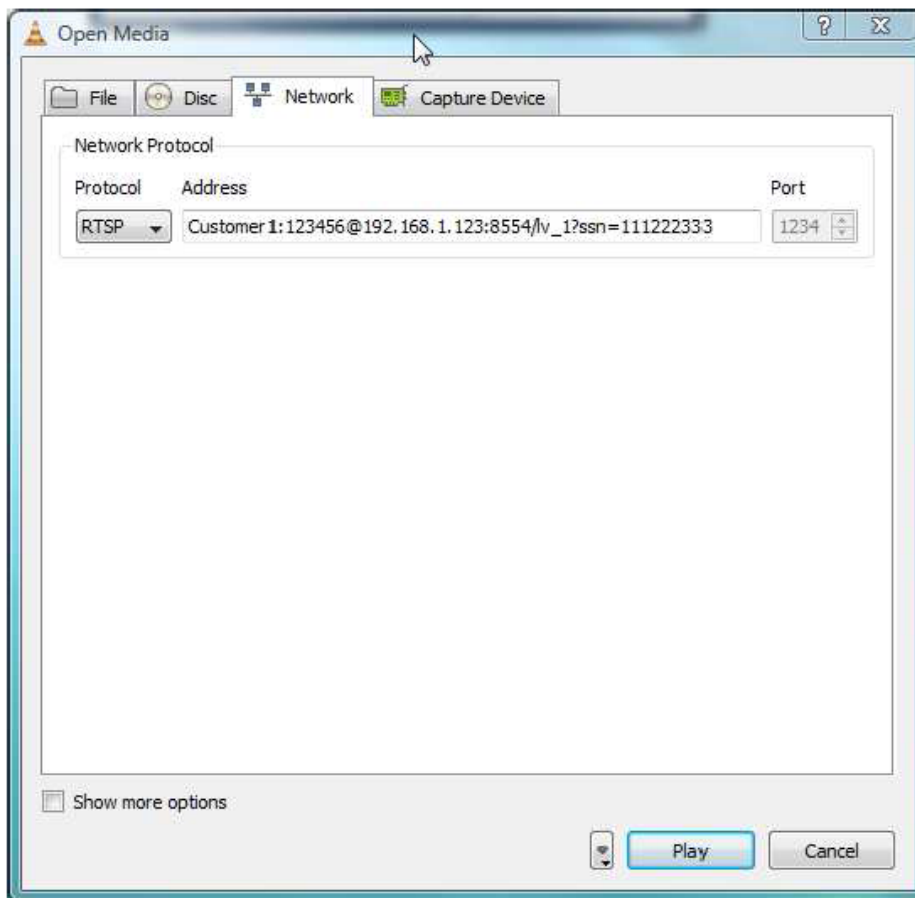 Open Media
File Disc Network Capture Device
Network Protocol
Protocol Address Port
RTSP Customer1:123456@192.168.1.123:8554/lv_1?ssn=111222333 1234
Show more options
Play Cancel